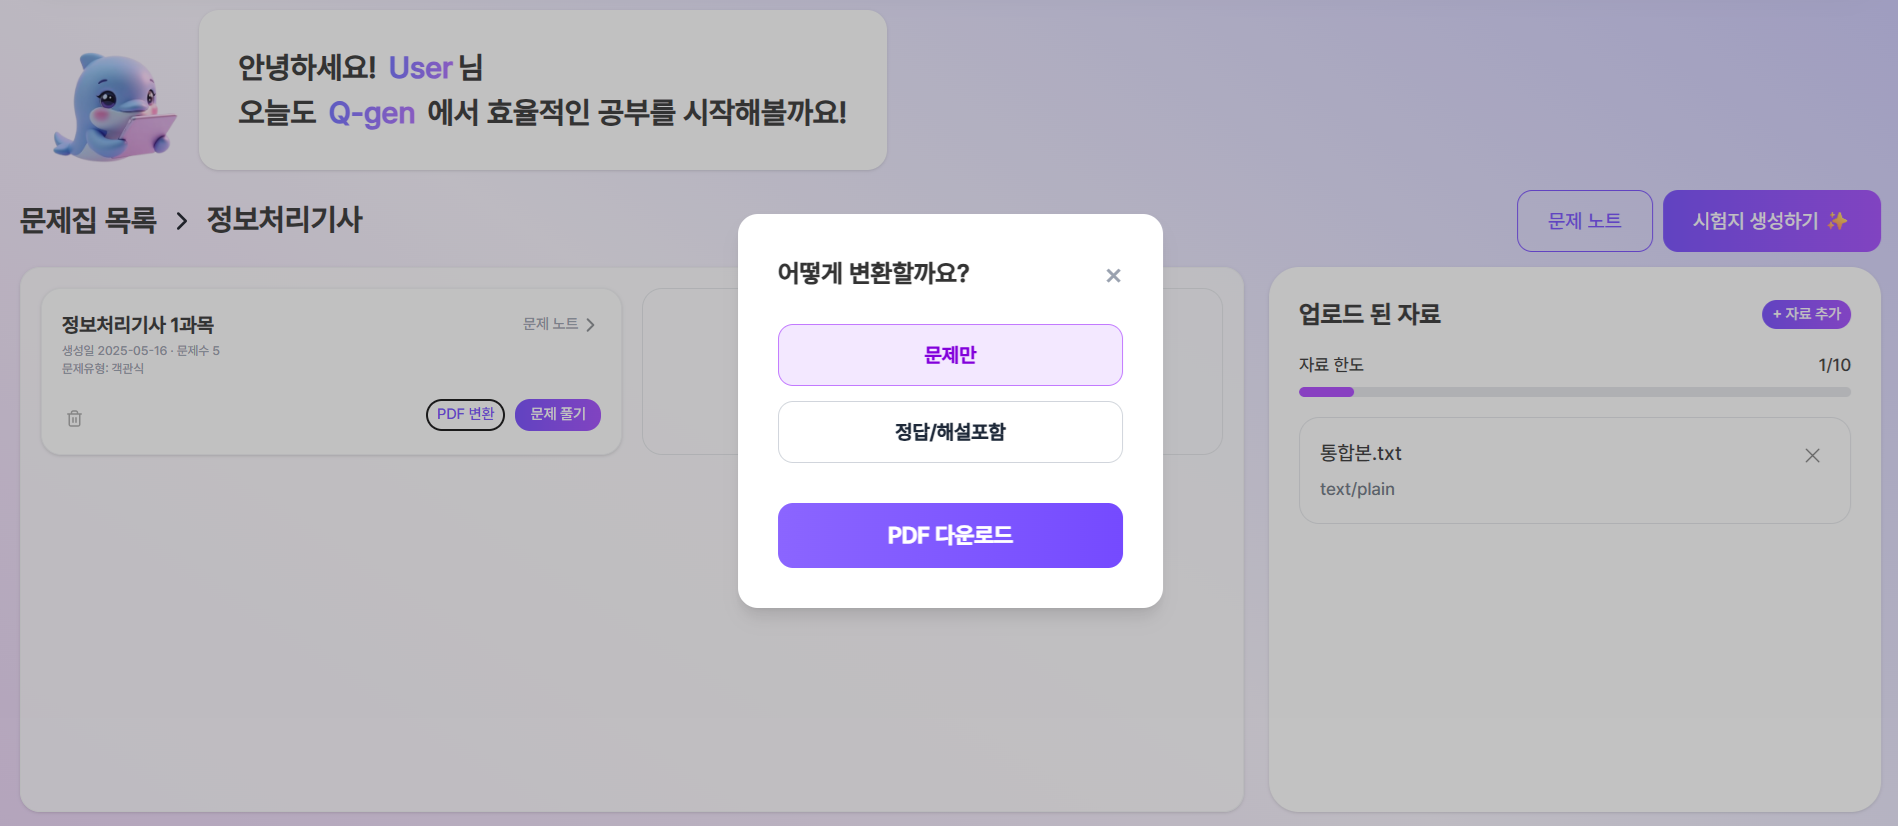 안녕하세요! User 님
오늘도 Q-gen 에서 효율적인 공부를 시작해볼까요!
문제집 목록 > 정보처리기사
문제 노트
시험지 생성하기 ✨
정보처리기사 1과목
문제 노트 >
생성일 2025-05-16 · 문제수 5
문제유형: 객관식
PDF 변환
문제 풀기
어떻게 변환할까요?
×
문제만
정답/해설포함
PDF 다운로드
업로드 된 자료
+ 자료 추가
자료 한도
1/10
통합본.txt
text/plain